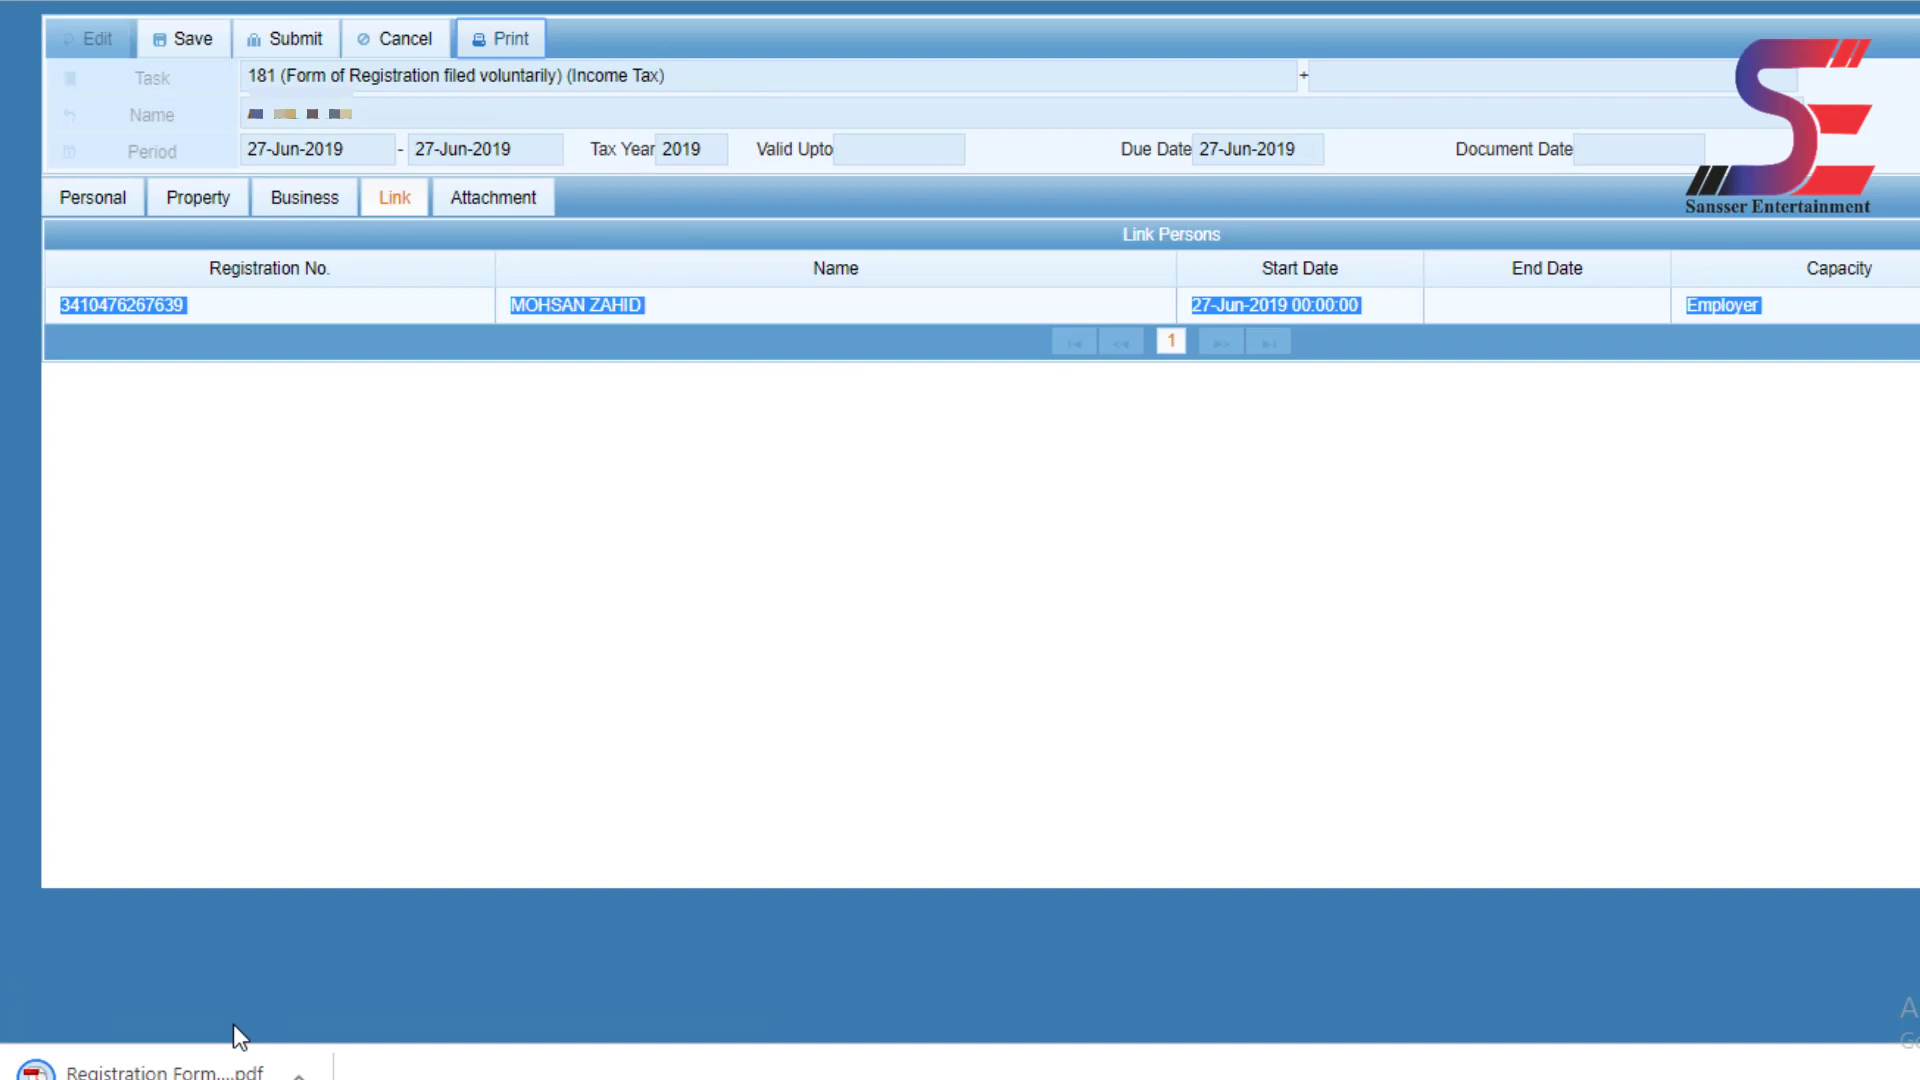 Edit Save Submit Cancel Print
Task 181 (Form of Registration filed voluntarily) (Income Tax) +
Name
Period 27-Jun-2019 - 27-Jun-2019 Tax Year 2019 Valid Upto Due Date 27-Jun-2019 Document Date
Sansser Entertainment
Personal Property Business Link Attachment
Link Persons
Registration No. Name Start Date End Date Capacity
3410476267639 MOHSAN ZAHID 27-Jun-2019 00:00:00 Employer
1
Registration Form....pdf